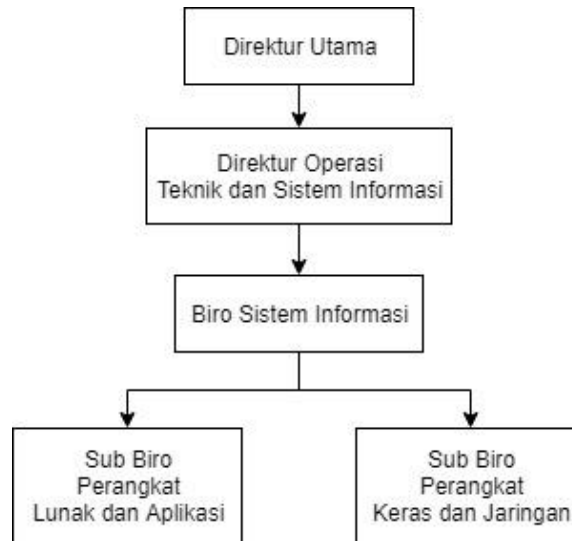 Direktur Utama
Direktur Operasi
Teknik dan Sistem Informasi
Biro Sistem Informasi
Sub Biro
Perangkat
Lunak dan Aplikasi
Sub Biro
Perangkat
Keras dan Jaringan